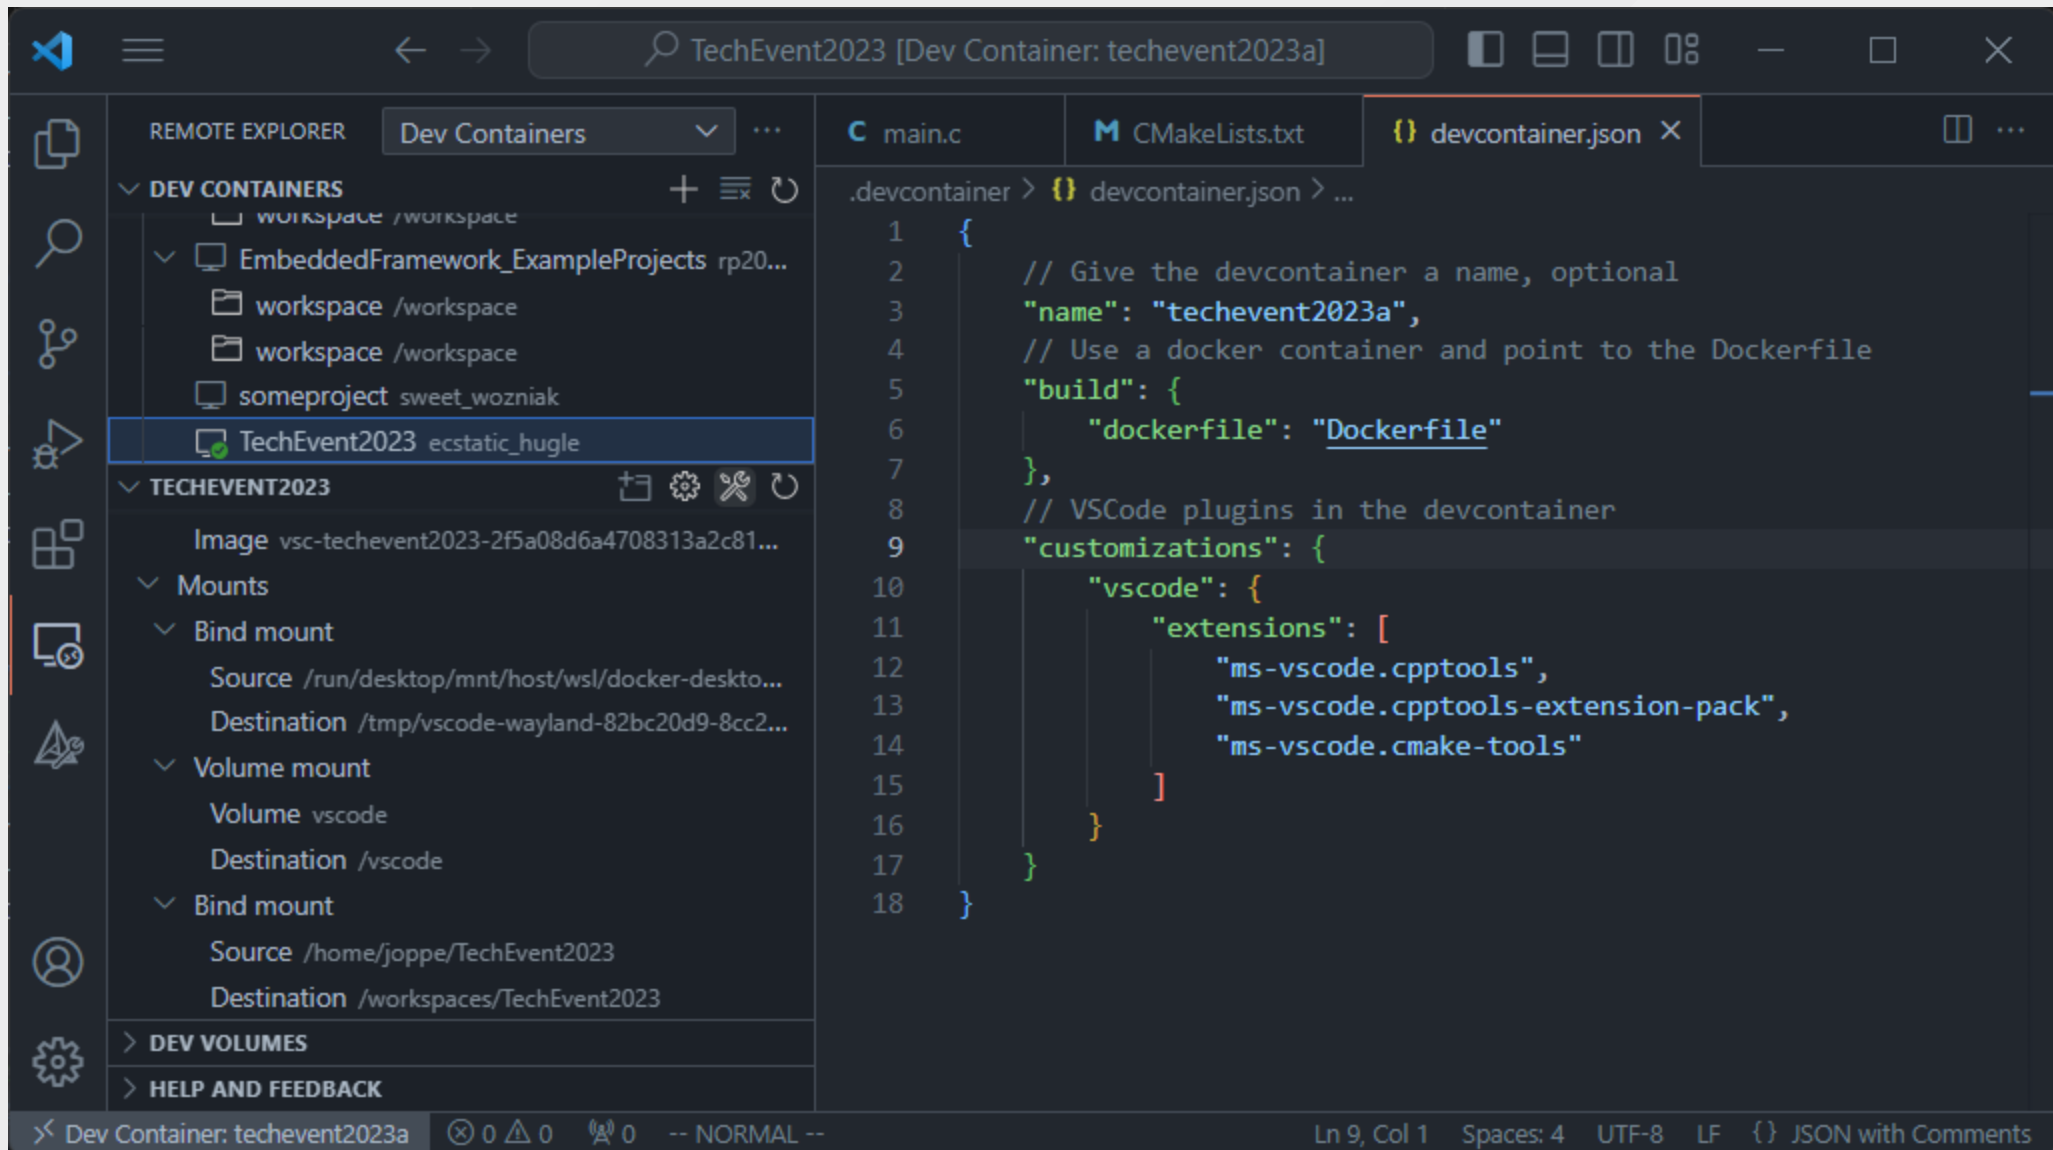 TechEvent2023 [Dev Container: techevent2023a]
REMOTE EXPLORER Dev Containers
DEV CONTAINERS
workspace /workspace
EmbeddedFramework_ExampleProjects rp20...
workspace /workspace
workspace /workspace
someproject sweet_wozniak
TechEvent2023 ecstatic_hugle
TECHEVENT2023
Image vsc-techevent2023-2f5a08d6a4708313a2c81...
Mounts
Bind mount
Source /run/desktop/mnt/host/wsl/docker-deskto...
Destination /tmp/vscode-wayland-82bc20d9-8cc2...
Volume mount
Volume vscode
Destination /vscode
Bind mount
Source /home/joppe/TechEvent2023
Destination /workspaces/TechEvent2023
DEV VOLUMES
HELP AND FEEDBACK
C main.c M CMakeLists.txt {} devcontainer.json
.devcontainer > {} devcontainer.json > ...
1 {
2 // Give the devcontainer a name, optional
3 "name": "techevent2023a",
4 // Use a docker container and point to the Dockerfile
5 "build": {
6 "dockerfile": "Dockerfile"
7 },
8 // VSCode plugins in the devcontainer
9 "customizations": {
10 "vscode": {
11 "extensions": [
12 "ms-vscode.cpptools",
13 "ms-vscode.cpptools-extension-pack",
14 "ms-vscode.cmake-tools"
15 ]
16 }
17 }
18 }
Dev Container: techevent2023a 0 0 0 -- NORMAL -- Ln 9, Col 1 Spaces: 4 UTF-8 LF {} JSON with Comments